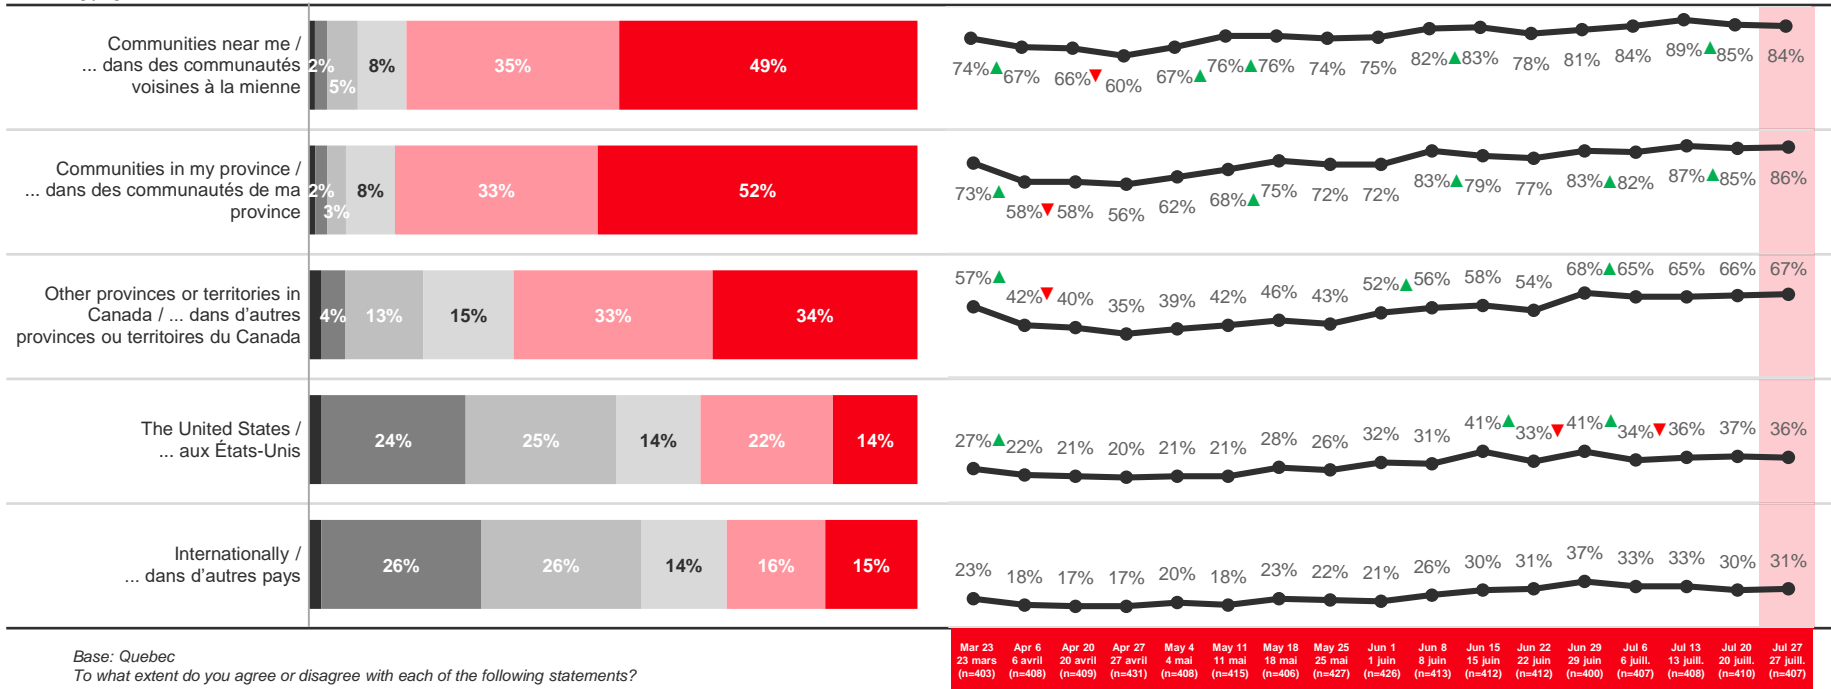 Communities near me /
... dans des communautés
voisines à la mienne
2%
5%
8%
35%
49%
74% 67% 66% 60% 67% 76% 76% 74% 75% 82% 83% 78% 81% 84% 89% 85% 84%
Communities in my province /
... dans des communautés de ma
province
2%
3%
8%
33%
52%
73% 58% 58% 56% 62% 68% 75% 72% 72% 83% 79% 77% 83% 82% 87% 85% 86%
Other provinces or territories in
Canada / ... dans d'autres
provinces ou territoires du Canada
4%
13%
15%
33%
34%
57% 42% 40% 35% 39% 42% 46% 43% 52% 56% 58% 54% 68% 65% 65% 66% 67%
The United States /
... aux États-Unis
24%
25%
14%
22%
14%
27% 22% 21% 20% 21% 21% 28% 26% 32% 31% 41% 33% 41% 34% 36% 37% 36%
Internationally /
... dans d'autres pays
26%
26%
14%
16%
15%
23% 18% 17% 17% 20% 18% 23% 22% 21% 26% 30% 31% 37% 33% 33% 30% 31%
Mar 23 Apr 6 Apr 20 Apr 27 May 4 May 11 May 18 May 25 Jun 1 Jun 8 Jun 15 Jun 22 Jun 29 Jul 6 Jul 13 Jul 20 Jul 27
23 mars 6 avril 20 avril 27 avril 4 mai 11 mai 18 mai 25 mai 1 juin 8 juin 15 juin 22 juin 29 juin 6 juill. 13 juill. 20 juill. 27 juill.
(n=403) (n=408) (n=409) (n=431) (n=408) (n=415) (n=406) (n=427) (n=426) (n=413) (n=412) (n=412) (n=400) (n=407) (n=408) (n=410) (n=407)
Base: Quebec
To what extent do you agree or disagree with each of the following statements?